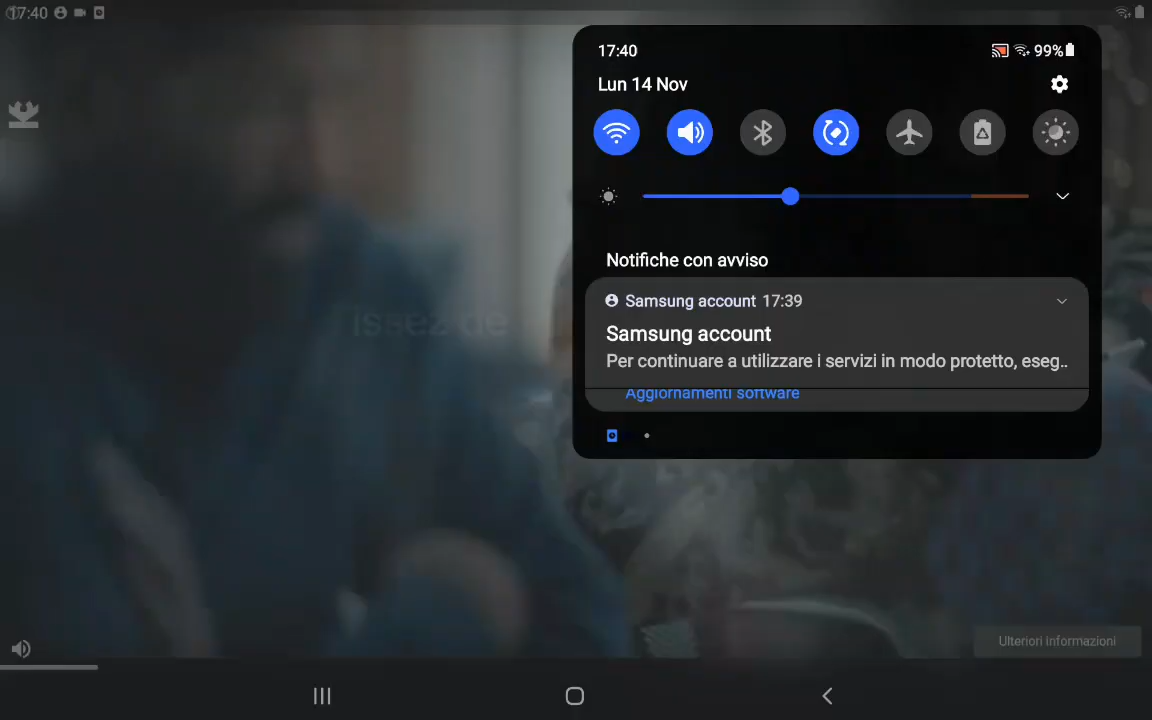 17:40
17:40
99%
Lun 14 Nov
Notifiche con avviso
Samsung account 17:39
Samsung account
Per continuare a utilizzare i servizi in modo protetto, eseg..
Aggiornamenti software
Ulteriori informazioni